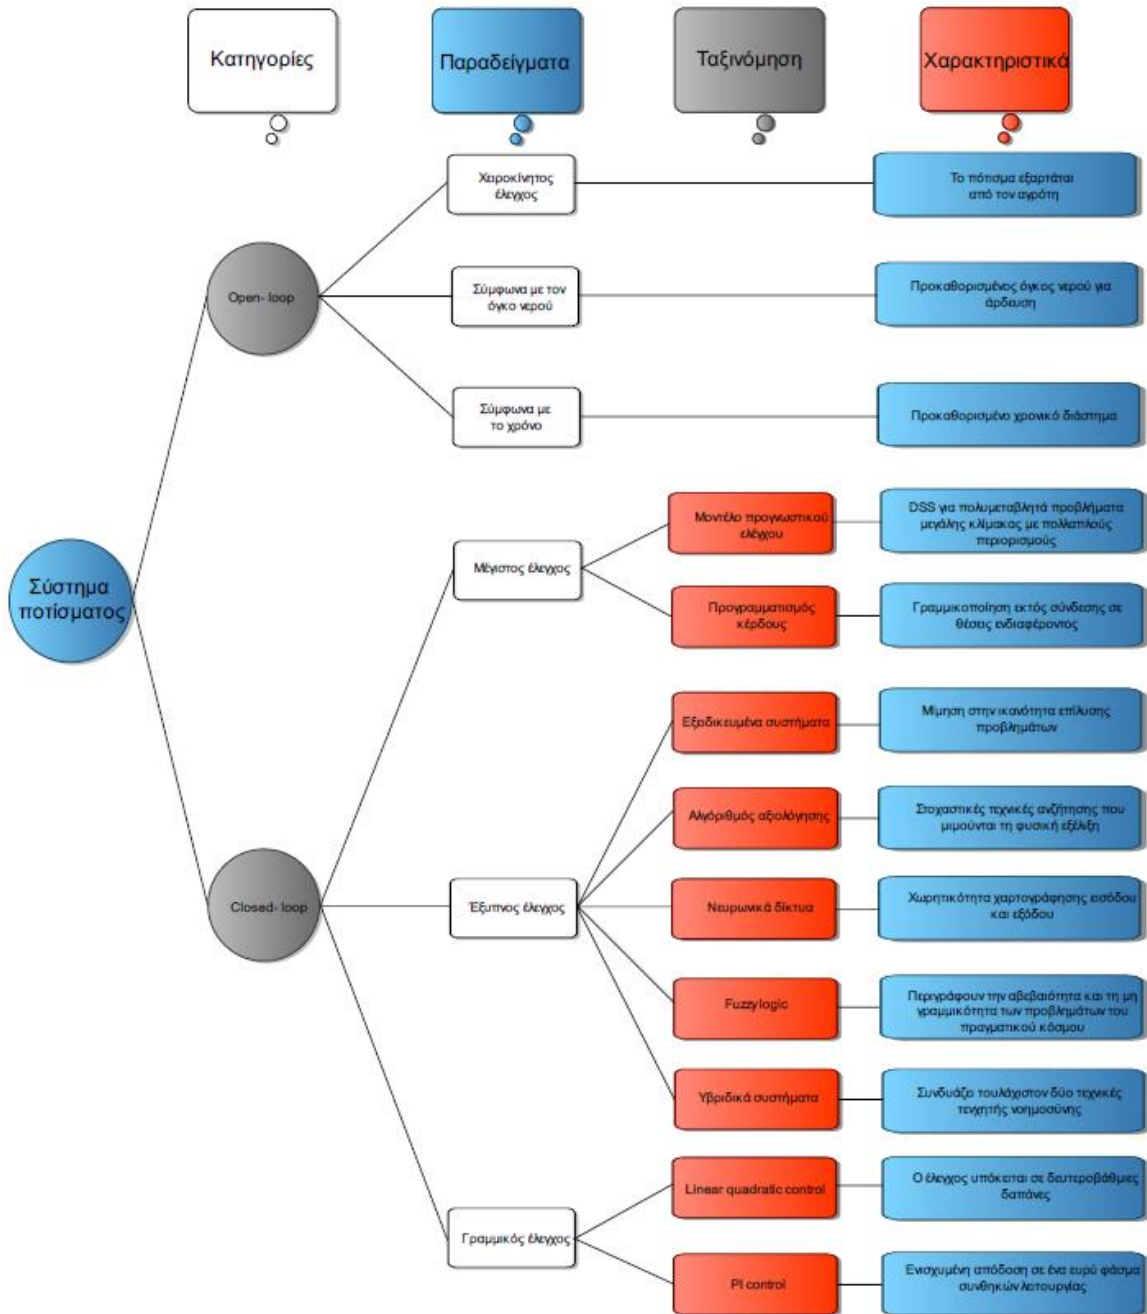 Κατηγορίες
Παραδείγματα
Ταξινόμηση
Χαρακτηριστικά
Χειροκίνητος
έλεγχος
Το πότισμα εξαρτάται
από τον αγρότη
Open- loop
Σύμφωνα με τον
όγκο νερού
Προκαθορισμένος όγκος νερού για
άρδευση
Σύμφωνα με
το χρόνο
Προκαθορισμένο χρονικό διάστημα
Σύστημα
ποτίσματος
Μέγιστος έλεγχος
Μοντέλο προγνωστικού
ελέγχου
DSS για πολυμεταβλητά προβλήματα
μεγάλης κλίμακας με πολλαπλούς
περιορισμούς
Προγραμματισμός
κέρδους
Γραμμικοποίηση εκτός σύνδεσης σε
θέσεις ενδιαφέροντος
Closed- loop
Έξυπνος έλεγχος
Εξειδικευμένα συστήματα
Μίμηση στην ικανότητα επίλυσης
προβλημάτων
Αλγόριθμός αξιολόγησης
Στοχαστικές τεχνικές ανζήτησης που
μιμούνται τη φυσική εξέλιξη
Νευρωνικά δίκτυα
Χωρητικότητα χαρτογράφησης εισόδου
και εξόδου
Fuzzy logic
Περιγράφουν την αβεβαιότητα και τη μη
γραμμικότητα των προβλημάτων του
πραγματικού κόσμου
Υβριδικά συστήματα
Συνδυάζει τουλάχιστον δύο τεχνικές
τενχητής νοημοσύνης
Γραμμικός έλεγχος
Linear quadratic control
Ο έλεγχος υπόκειται σε δευτεροβάθμιες
δαπάνες
PI control
Ενισχυμένη απόδοση σε ένα ευρύ φάσμα
συνθηκών λειτουργίας